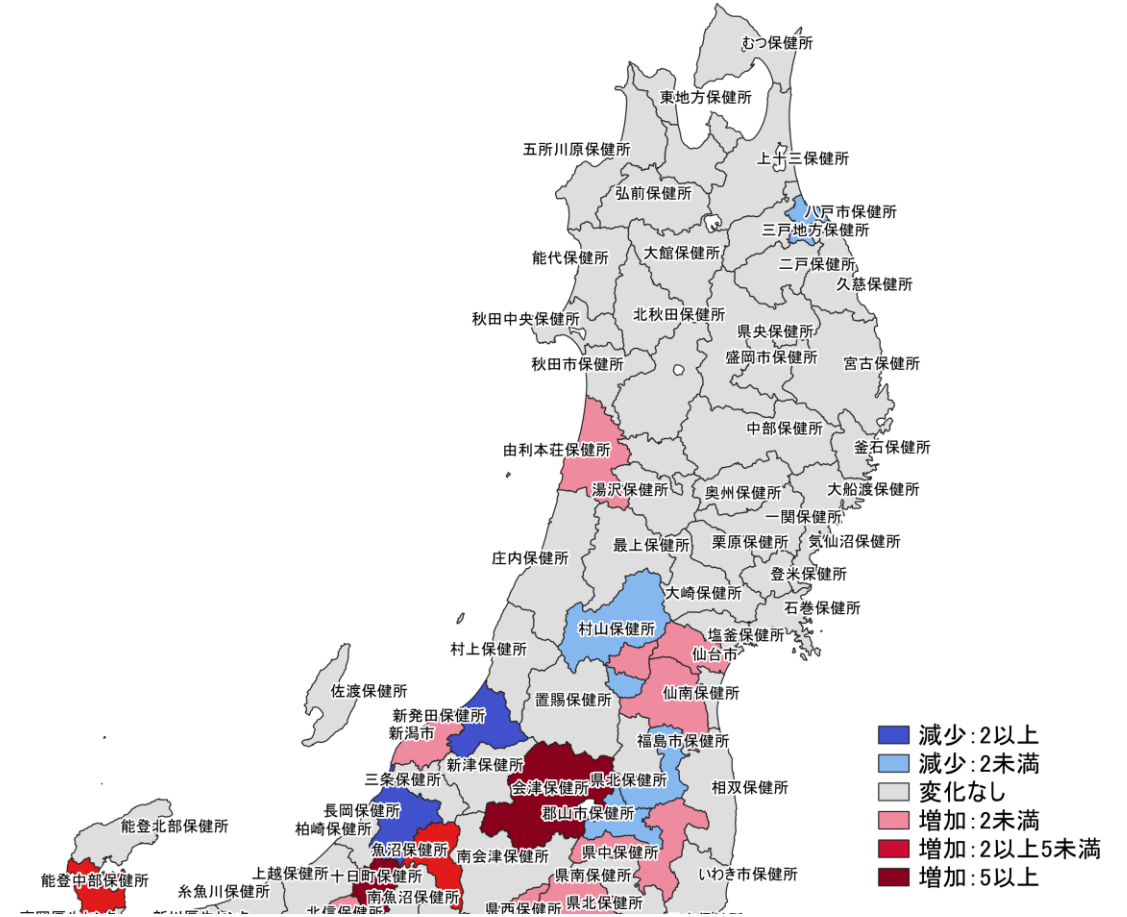 むつ保健所
東地方保健所
五所川原保健所
上十三保健所
弘前保健所
八戸市保健所
三戸地方保健所
大館保健所
能代保健所
二戸保健所
久慈保健所
北秋田保健所
秋田中央保健所
県央保健所
盛岡市保健所
秋田市保健所
宮古保健所
中部保健所
釜石保健所
由利本荘保健所
湯沢保健所
奥州保健所
大船渡保健所
一関保健所
最上保健所
栗原保健所
気仙沼保健所
庄内保健所
登米保健所
大崎保健所
石巻保健所
村山保健所
塩釜保健所
村上保健所
仙台市
佐渡保健所
置賜保健所
仙南保健所
新発田保健所
新潟市
福島市保健所
新津保健所
三条保健所
県北保健所
会津保健所
相双保健所
長岡保健所
郡山市保健所
柏崎保健所
能登北部保健所
魚沼保健所
南会津保健所
県中保健所
上越保健所
十日町保健所
県南保健所
いわき市保健所
能登中部保健所
糸魚川保健所
南魚沼保健所
県西保健所
県北保健所
北信保健所
減少：2以上
減少：2未満
変化なし
増加：2未満
増加：2以上5未満
増加：5以上